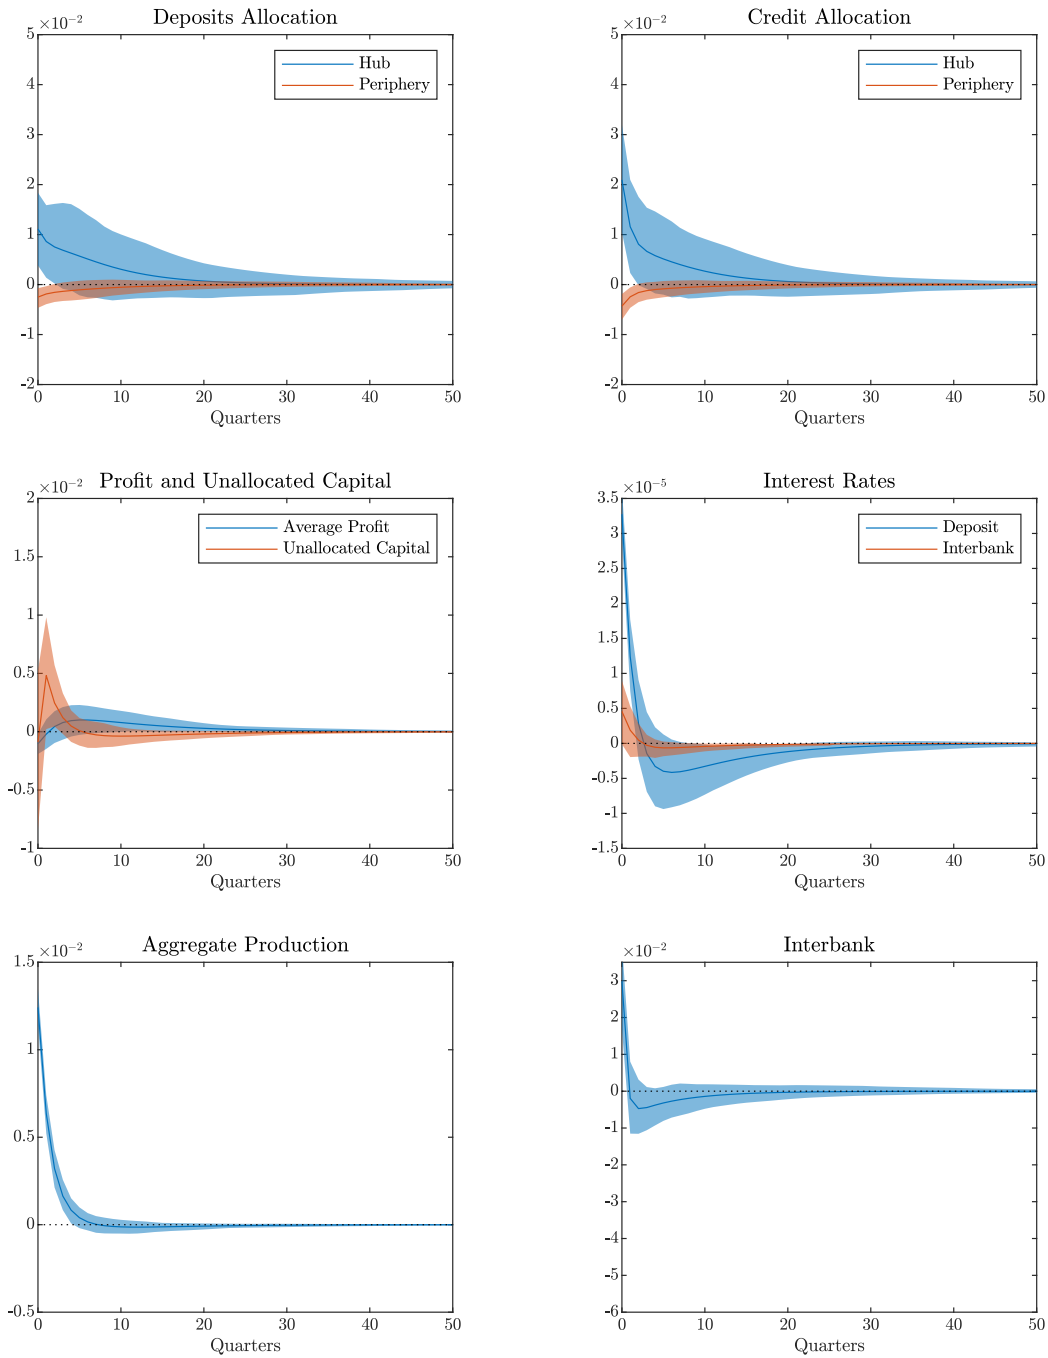 Deposits Allocation
×10⁻²
5
4
3
2
1
0
-1
-2
Hub
Periphery
0 10 20 30 40 50
Quarters
Credit Allocation
×10⁻²
5
4
3
2
1
0
-1
-2
Hub
Periphery
0 10 20 30 40 50
Quarters
Profit and Unallocated Capital
×10⁻²
2
1.5
1
0.5
0
-0.5
-1
Average Profit
Unallocated Capital
0 10 20 30 40 50
Quarters
Interest Rates
×10⁻⁵
3.5
3
2.5
2
1.5
1
0.5
0
-0.5
-1
-1.5
Deposit
Interbank
0 10 20 30 40 50
Quarters
Aggregate Production
×10⁻²
1.5
1
0.5
0
-0.5
0 10 20 30 40 50
Quarters
Interbank
×10⁻²
3
2
1
0
-1
-2
-3
-4
-5
-6
0 10 20 30 40 50
Quarters